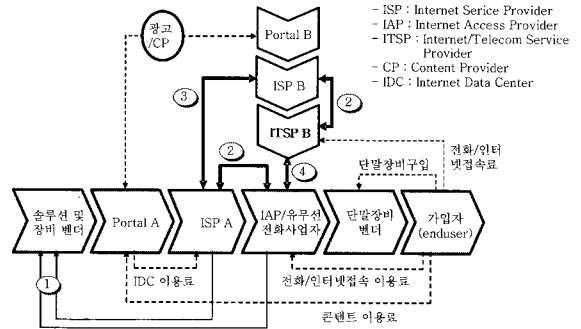 광고
/CP
Portal B
- ISP : Internet Serice Provider
- IAP : Internet Access Provider
- ITSP : Internet/Telecom Service
Provider
- CP : Content Provider
- IDC : Internet Data Center
3
ISP B
2
ITSP B
전화/인터
넷접속료
2
4
단말장비구입
솔루션 및
장비 벤더
Portal A
ISP A
IAP/유무선
전화사업자
단말장비
벤더
가입자
(enduser)
1
IDC 이용료
전화/인터넷접속 이용료
콘텐트 이용료